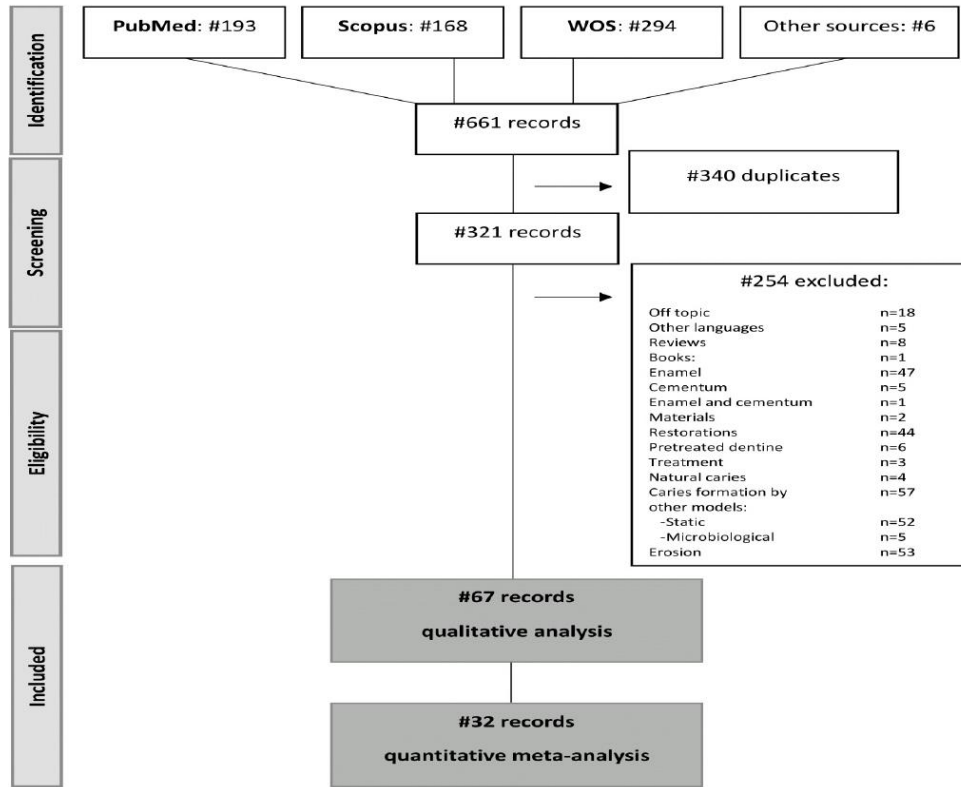 PubMed: #193
Scopus: #168
WOS: #294
Other sources: #6
Identification
#661 records
#340 duplicates
Screening
#321 records
#254 excluded:
Off topic n=18
Other languages n=5
Reviews n=8
Books: n=1
Enamel n=47
Cementum n=5
Enamel and cementum n=1
Materials n=2
Restorations n=44
Pretreated dentine n=6
Treatment n=3
Natural caries n=4
Caries formation by n=57
other models:
-Static n=52
-Microbiological n=5
Erosion n=53
Eligibility
#67 records
qualitative analysis
Included
#32 records
quantitative meta-analysis